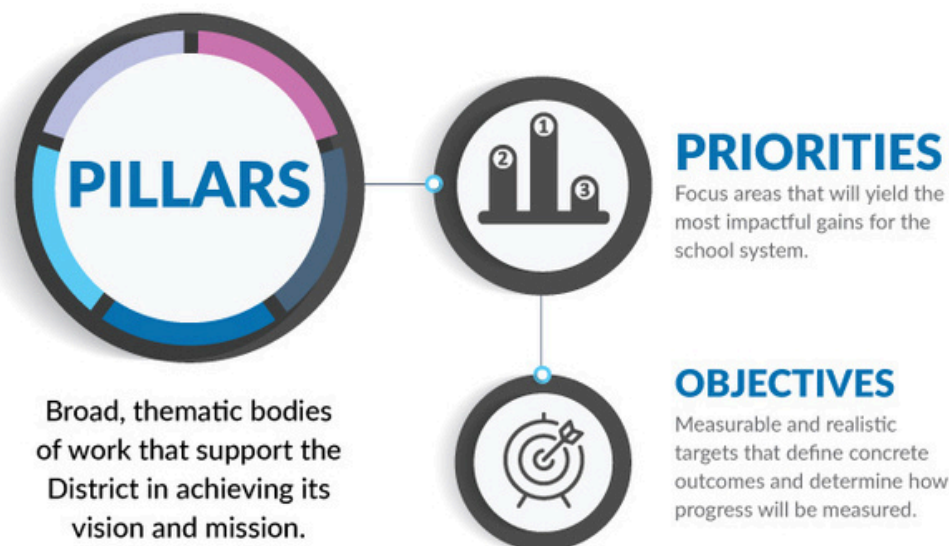 PILLARS
Broad, thematic bodies
of work that support the
District in achieving its
vision and mission.
1
2
3
PRIORITIES
Focus areas that will yield the
most impactful gains for the
school system.
OBJECTIVES
Measurable and realistic
targets that define concrete
outcomes and determine how
progress will be measured.